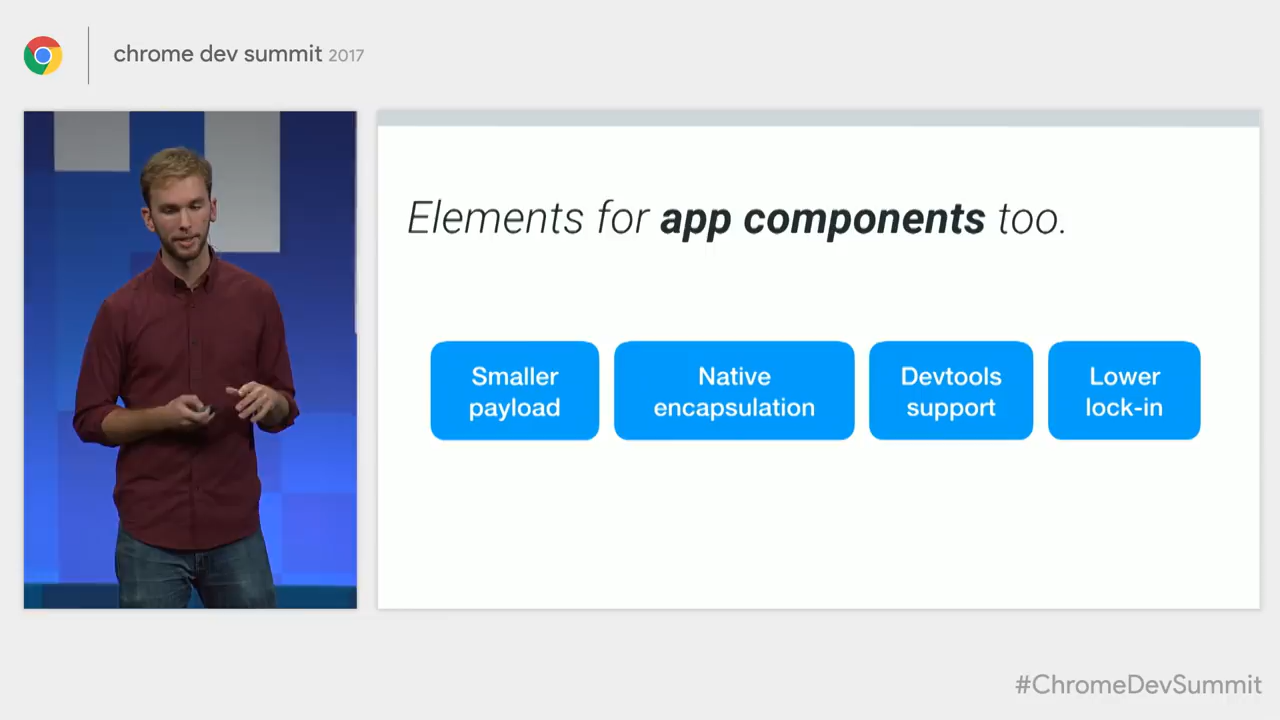 chrome dev summit 2017
Elements for app components too.
Smaller
payload
Native
encapsulation
Devtools
support
Lower
lock-in
#ChromeDevSummit